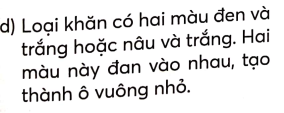 d) Loại khăn có hai màu đen và
trắng hoặc nâu và trắng. Hai
màu này đan vào nhau, tạo
thành ô vuông nhỏ.